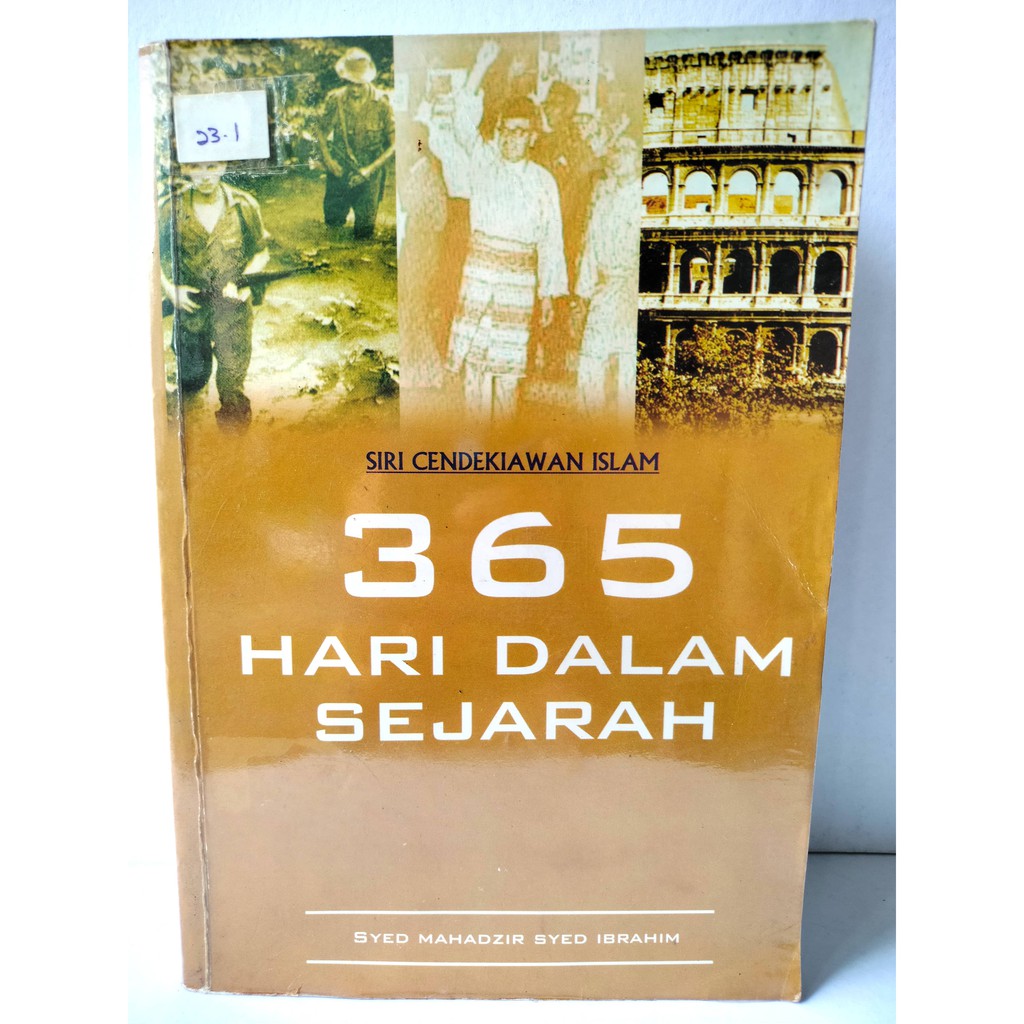 23-1
SIRI CENDEKIAWAN ISLAM
365
HARI DALAM
SEJARAH
SYED MAHADZIR SYED IBRAHIM